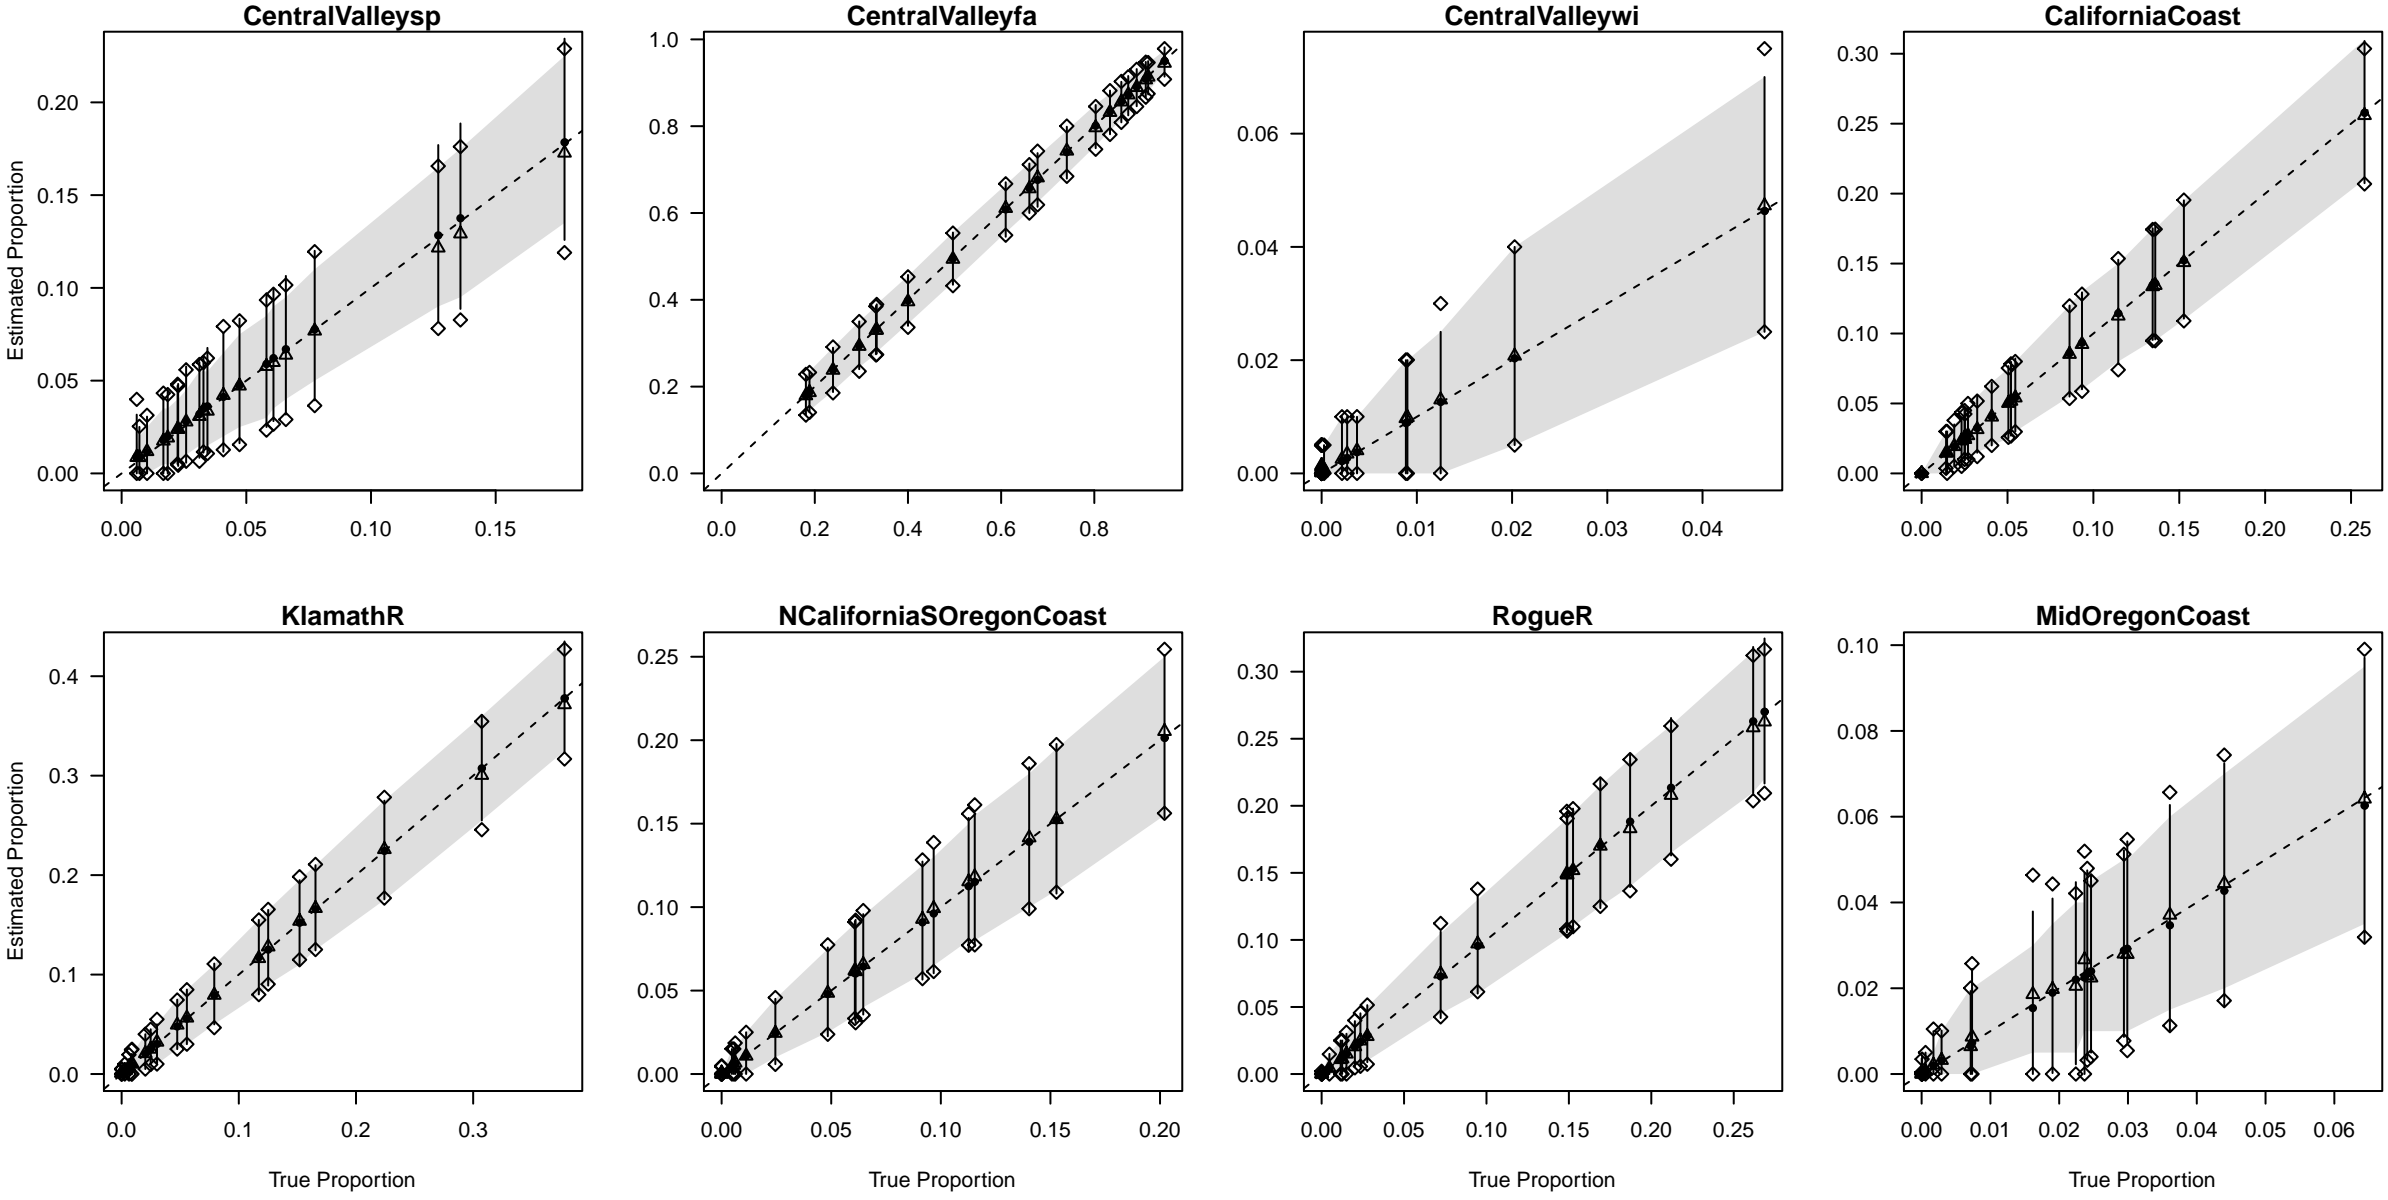 CentralValleysp
CentralValleyfa
CentralValleywi
CaliforniaCoast
Estimated Proportion
0.20
0.15
0.10
0.05
0.00
0.00 0.05 0.10 0.15
1.0
0.8
0.6
0.4
0.2
0.0
0.0 0.2 0.4 0.6 0.8
0.06
0.04
0.02
0.00
0.00 0.01 0.02 0.03 0.04
0.30
0.25
0.20
0.15
0.10
0.05
0.00
0.00 0.05 0.10 0.15 0.20 0.25
KlamathR
NCaliforniaSOregonCoast
RogueR
MidOregonCoast
Estimated Proportion
0.4
0.3
0.2
0.1
0.0
0.0 0.1 0.2 0.3
True Proportion
0.25
0.20
0.15
0.10
0.05
0.00
0.00 0.05 0.10 0.15 0.20
True Proportion
0.30
0.25
0.20
0.15
0.10
0.05
0.00
0.00 0.05 0.10 0.15 0.20 0.25
True Proportion
0.10
0.08
0.06
0.04
0.02
0.00
0.00 0.01 0.02 0.03 0.04 0.05 0.06
True Proportion